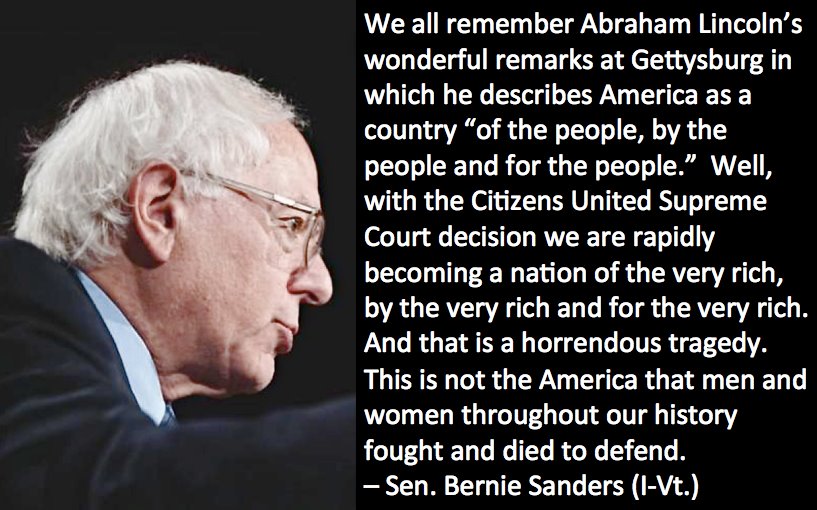 We all remember Abraham Lincoln’s
wonderful remarks at Gettysburg in
which he describes America as a
country “of the people, by the
people and for the people.”  Well,
with the Citizens United Supreme
Court decision we are rapidly
becoming a nation of the very rich,
by the very rich and for the very rich.
And that is a horrendous tragedy.
This is not the America that men and
women throughout our history
fought and died to defend.
– Sen. Bernie Sanders (I-Vt.)